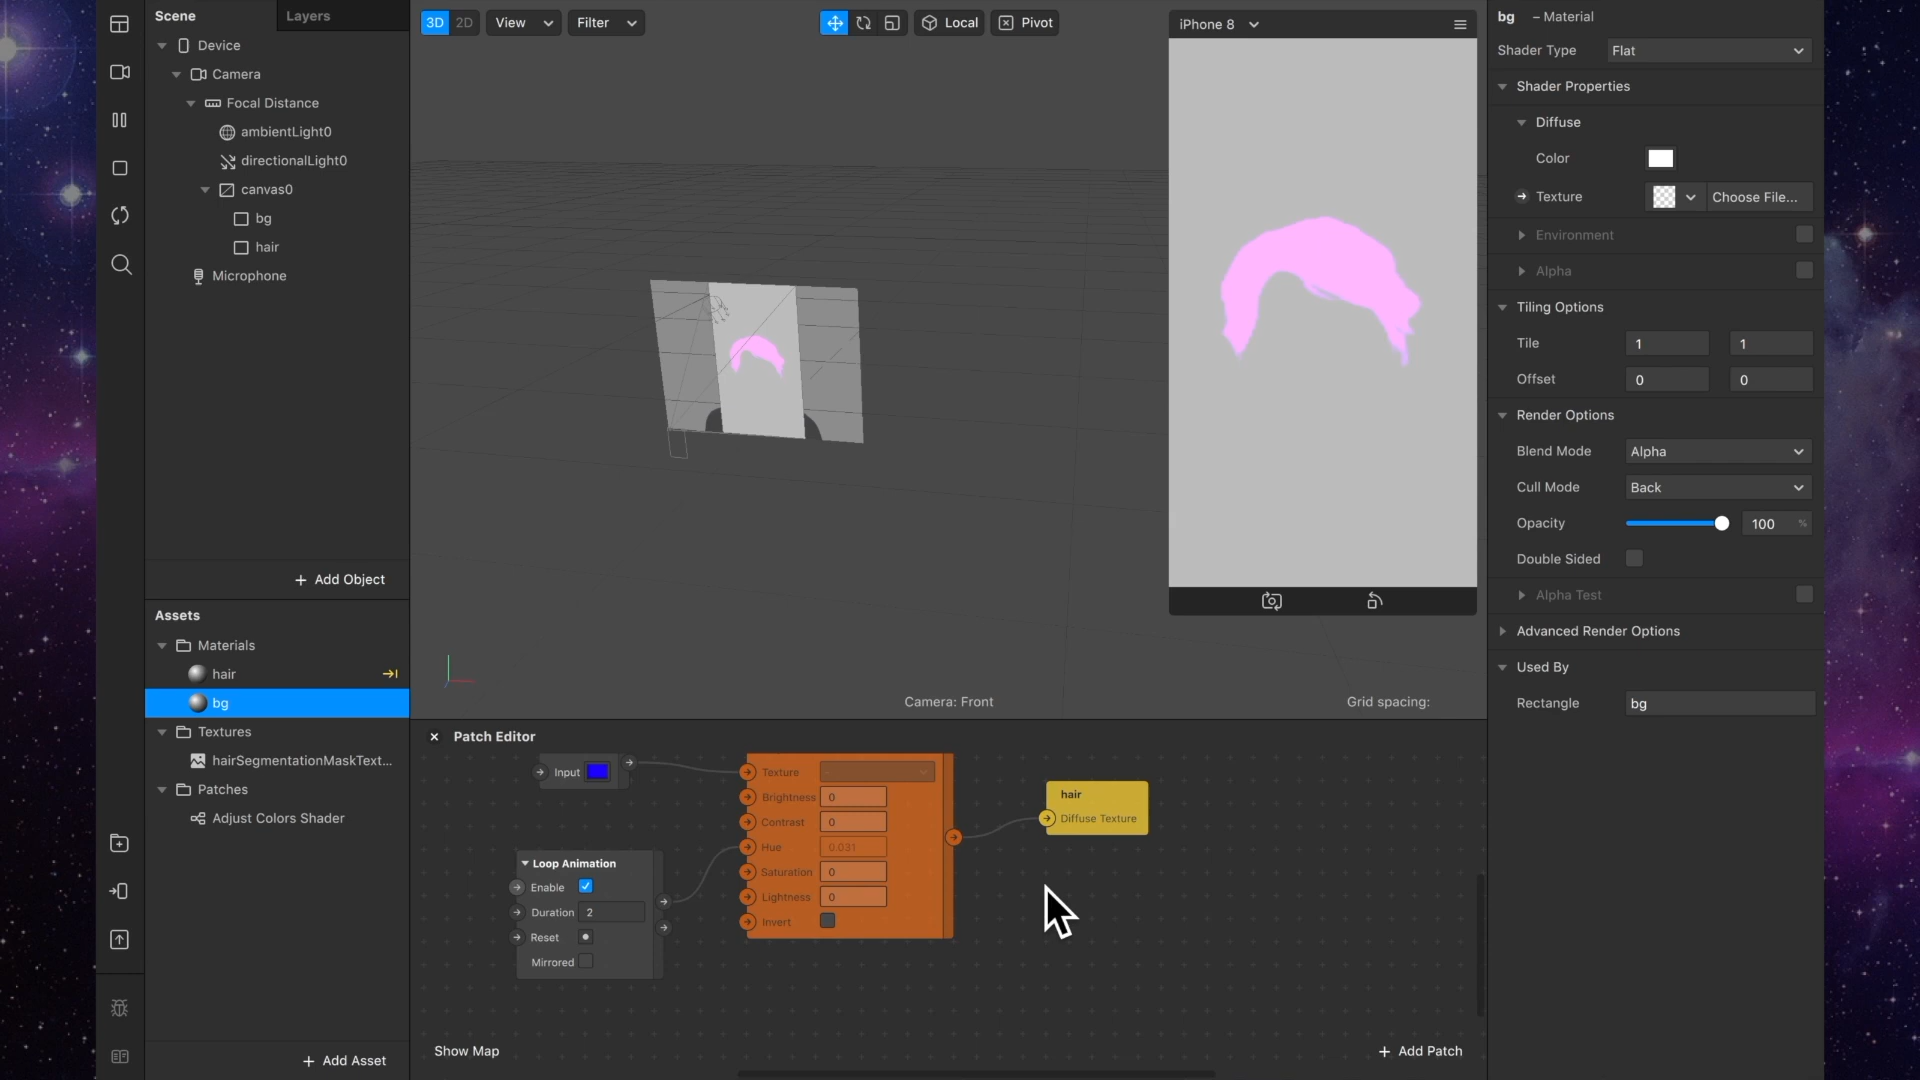 Scene
Layers
Device
Camera
Focal Distance
ambientLight0
directionalLight0
canvas0
bg
hair
Microphone
+ Add Object
Assets
Materials
hair
bg
Textures
hairSegmentationMaskText...
Patches
Adjust Colors Shader
+ Add Asset
3D 2D View Filter Local Pivot
iPhone 8
Camera: Front
Grid spacing:
Patch Editor
Input
Loop Animation
Enable
Duration 2
Reset
Mirrored
Texture
Brightness 0
Contrast 0
Hue 0.031
Saturation 0
Lightness 0
Invert
hair
Diffuse Texture
Show Map
+ Add Patch
bg – Material
Shader Type Flat
Shader Properties
Diffuse
Color
Texture Choose File...
Environment
Alpha
Tiling Options
Tile 1 1
Offset 0 0
Render Options
Blend Mode Alpha
Cull Mode Back
Opacity 100 %
Double Sided
Alpha Test
Advanced Render Options
Used By
Rectangle bg